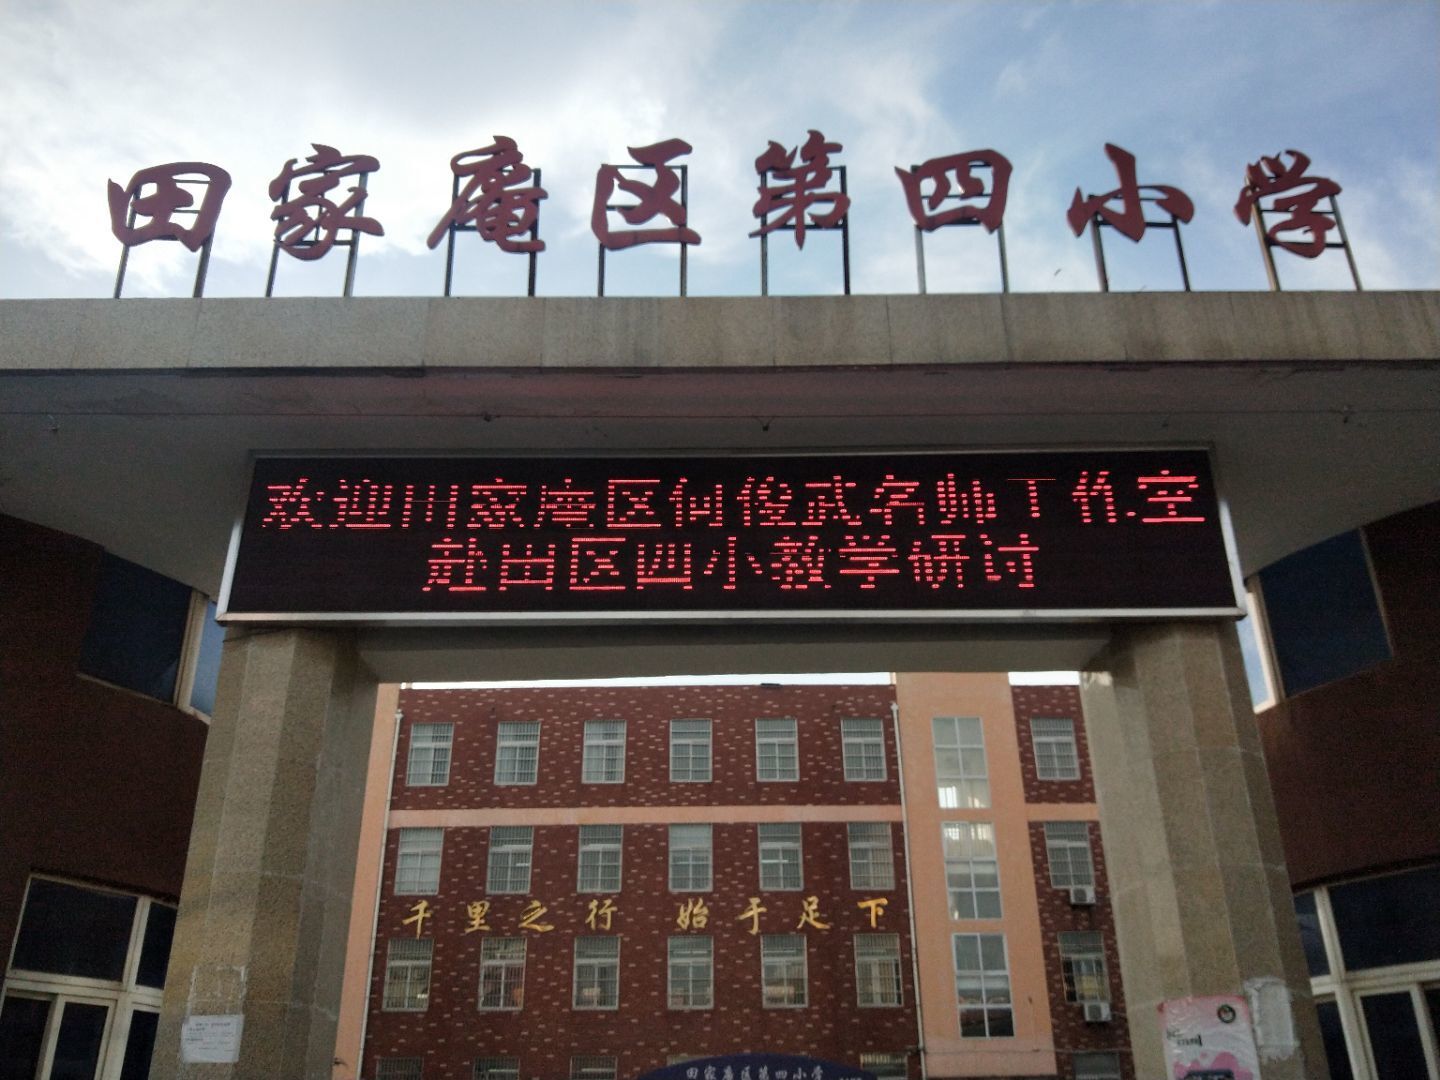 田家庵区第四小学
欢迎田家庵区何俊武名师工作室
赴田区四小教学研讨
千里之行 始于足下
田家庵区第四小学